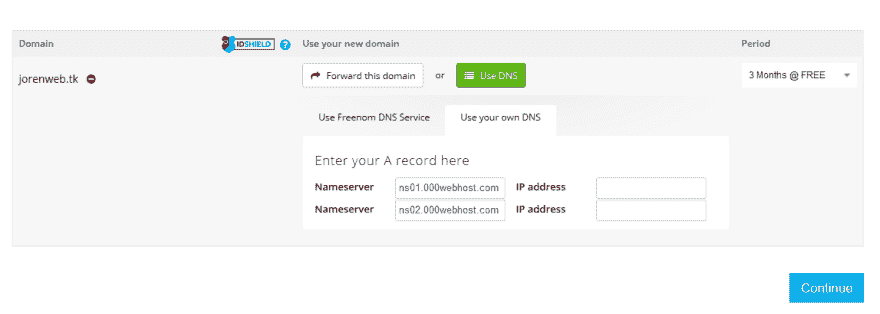 Domain IDSHIELD ? Use your new domain Period
jorenweb.tk Forward this domain or Use DNS 3 Months @ FREE
Use Freenom DNS Service Use your own DNS
Enter your A record here
Nameserver ns01.000webhost.com IP address
Nameserver ns02.000webhost.com IP address
Continue